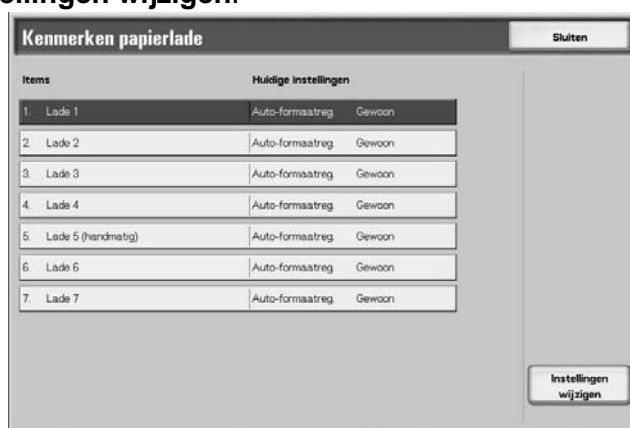 ellingen wijzigen.
Kenmerken papierlade
Sluiten
Items Huidige instellingen
1. Lade 1 Auto-formaatreg. Gewoon
2. Lade 2 Auto-formaatreg. Gewoon
3. Lade 3 Auto-formaatreg. Gewoon
4. Lade 4 Auto-formaatreg. Gewoon
5. Lade 5 (handmatig) Auto-formaatreg. Gewoon
6. Lade 6 Auto-formaatreg. Gewoon
7. Lade 7 Auto-formaatreg. Gewoon
Instellingen
wijzigen